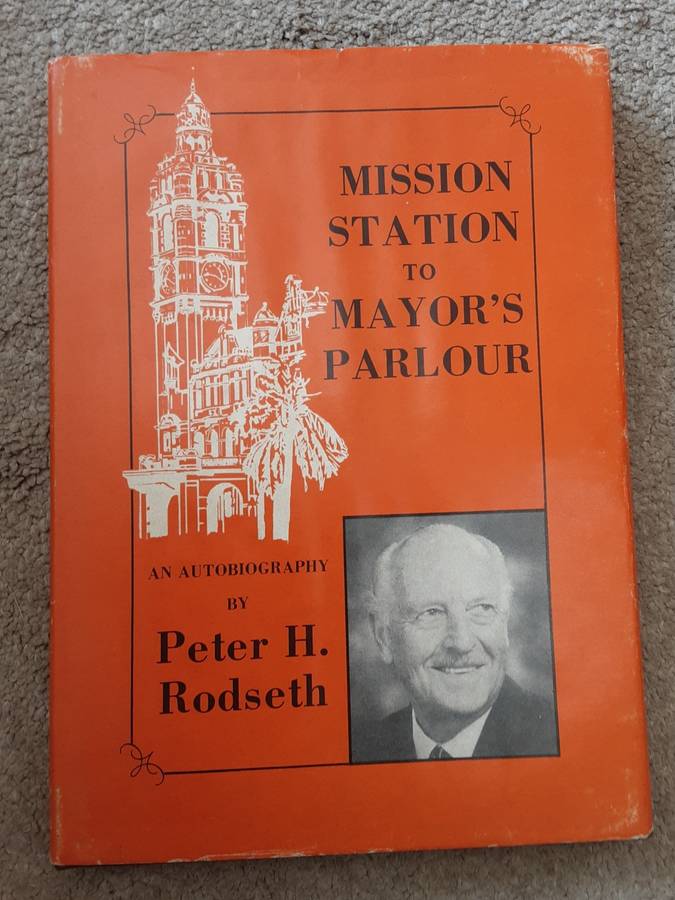 MISSION
STATION
TO
MAYOR'S
PARLOUR
AN AUTOBIOGRAPHY
BY
Peter H.
Rodseth